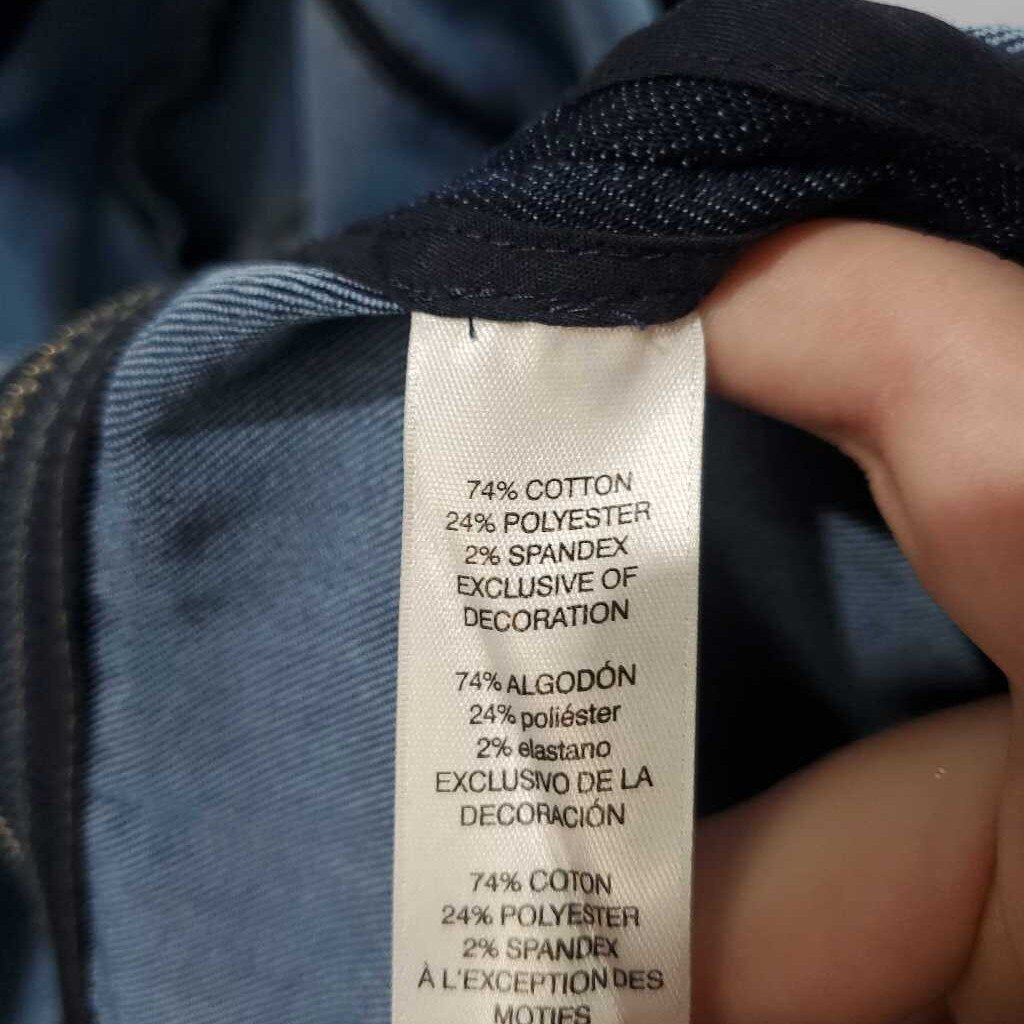 74% COTTON
24% POLYESTER
2% SPANDEX
EXCLUSIVE OF
DECORATION
74% ALGODÓN
24% poliéster
2% elastano
EXCLUSIVO DE LA
DECORACIÓN
74% COTON
24% POLYESTER
2% SPANDEX
À L'EXCEPTION DES
MOTIFS